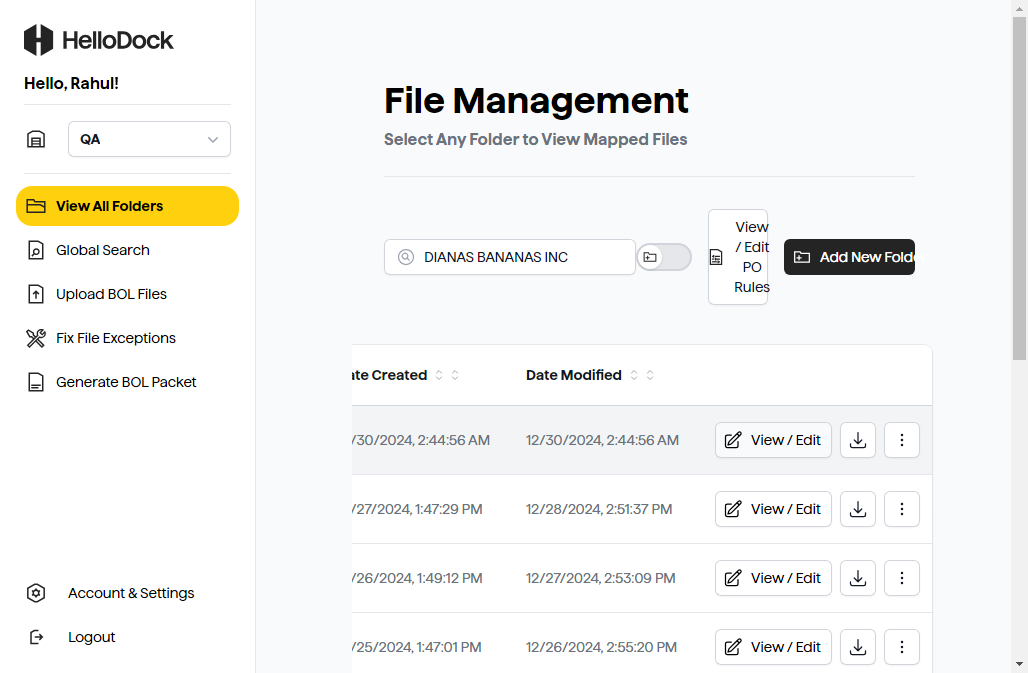 HelloDock
Hello, Rahul!
QA
View All Folders
Global Search
Upload BOL Files
Fix File Exceptions
Generate BOL Packet
Account & Settings
Logout
File Management
Select Any Folder to View Mapped Files
DIANAS BANANAS INC
View
/ Edit
PO
Rules
Add New Folde
ate Created Date Modified
/30/2024, 2:44:56 AM 12/30/2024, 2:44:56 AM View / Edit
/27/2024, 1:47:29 PM 12/28/2024, 2:51:37 PM View / Edit
/26/2024, 1:49:12 PM 12/27/2024, 2:53:09 PM View / Edit
/25/2024, 1:47:01 PM 12/26/2024, 2:55:20 PM View / Edit